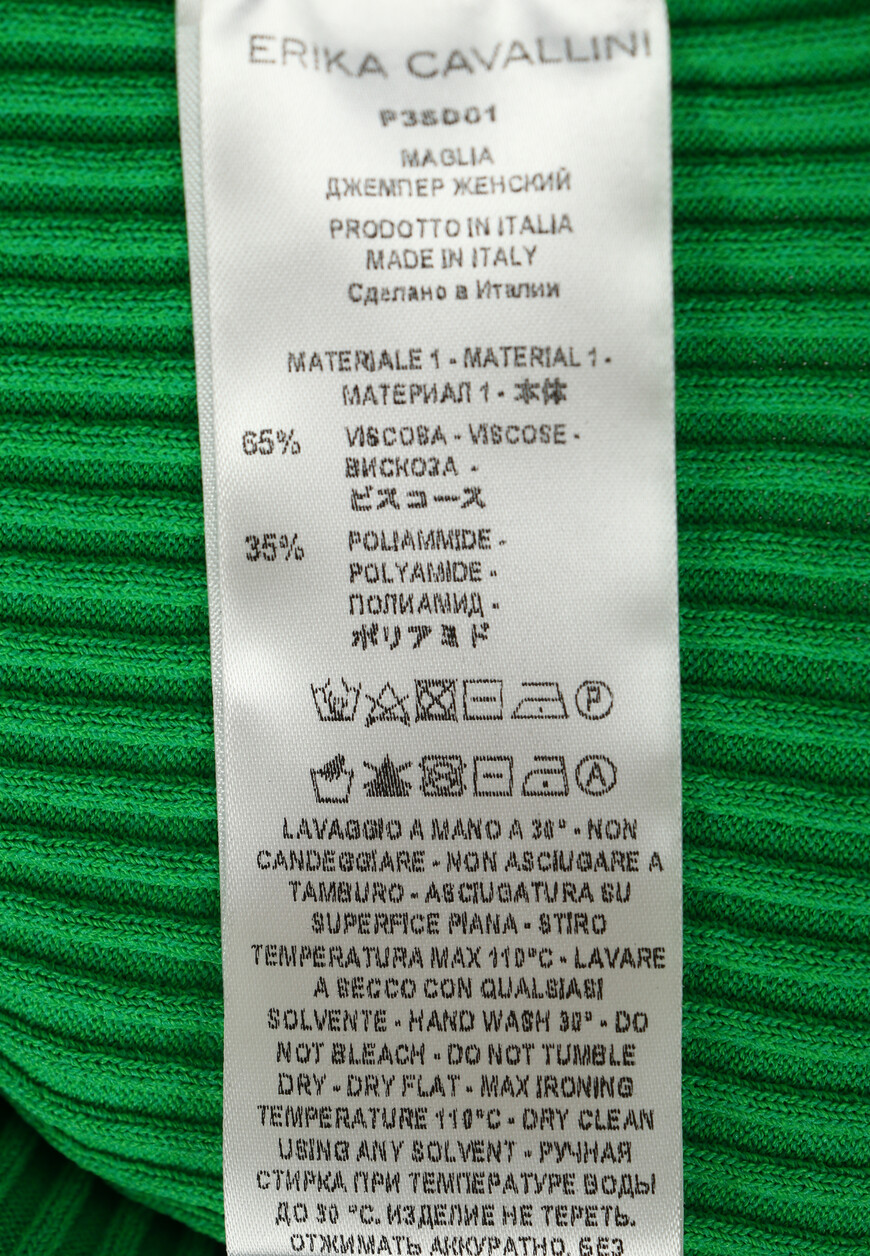 ERIKA CAVALLINI
P3SD01
MAGLIA
ДЖЕМПЕР ЖЕНСКИЙ
PRODOTTO IN ITALIA
MADE IN ITALY
Сделано в Италии
MATERIALE 1 - MATERIAL 1 -
МАТЕРИАЛ 1 - 本体
65% VISCOSA - VISCOSE -
ВИСКОЗА -
ビスコース
35% POLIAMMIDE -
POLYAMIDE -
ПОЛИАМИД -
ポリアミド
P
A
LAVAGGIO A MANO A 30° - NON
CANDEGGIARE - NON ASCIUGARE A
TAMBURO - ASCIUGATURA SU
SUPERFICE PIANA - STIRO
TEMPERATURA MAX 110°C - LAVARE
A SECCO CON QUALSIASI
SOLVENTE - HAND WASH 30° - DO
NOT BLEACH - DO NOT TUMBLE
DRY - DRY FLAT - MAX IRONING
TEMPERATURE 110°C - DRY CLEAN
USING ANY SOLVENT - РУЧНАЯ
СТИРКА ПРИ ТЕМПЕРАТУРЕ ВОДЫ
ДО 30 °C. ИЗДЕЛИЕ НЕ ТЕРЕТЬ.
ОТЖИМАТЬ АККУРАТНО, БЕЗ